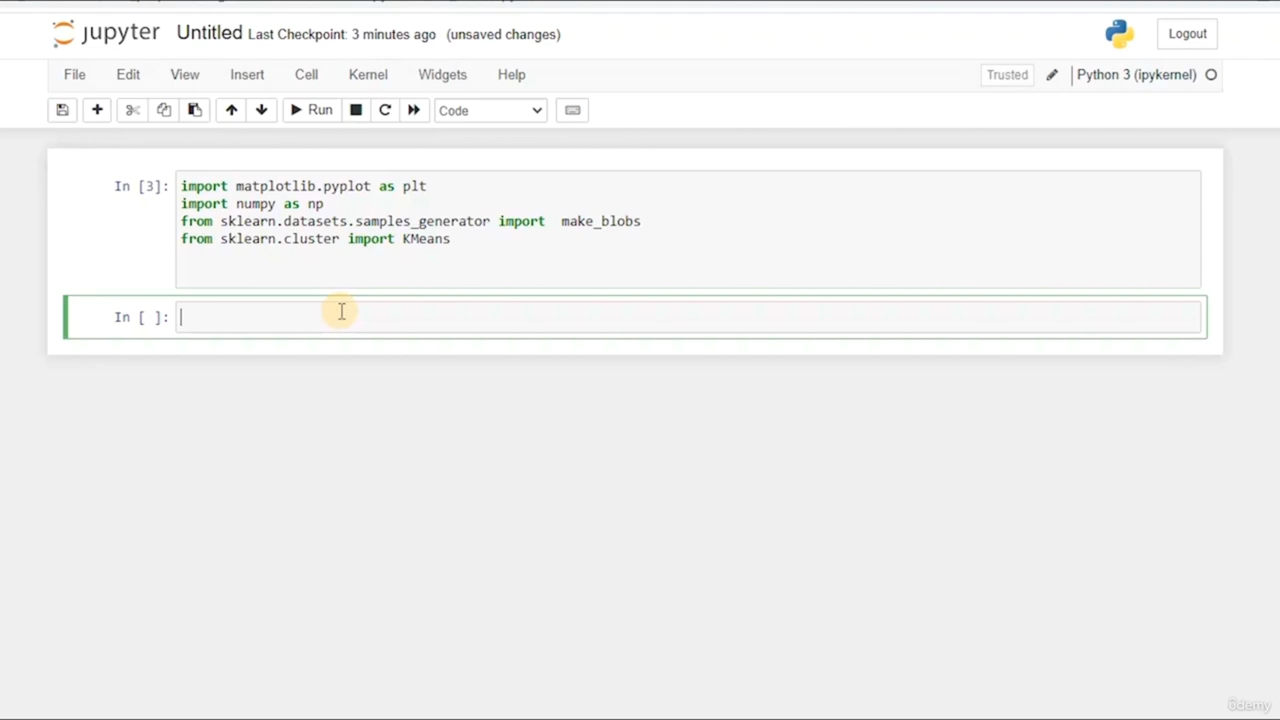 jupyter Untitled Last Checkpoint: 3 minutes ago (unsaved changes) Logout
File Edit View Insert Cell Kernel Widgets Help Trusted Python 3 (ipykernel)
Run Code
In [3]: import matplotlib.pyplot as plt
import numpy as np
from sklearn.datasets.samples_generator import  make_blobs
from sklearn.cluster import KMeans
In [ ]:
ûdemy